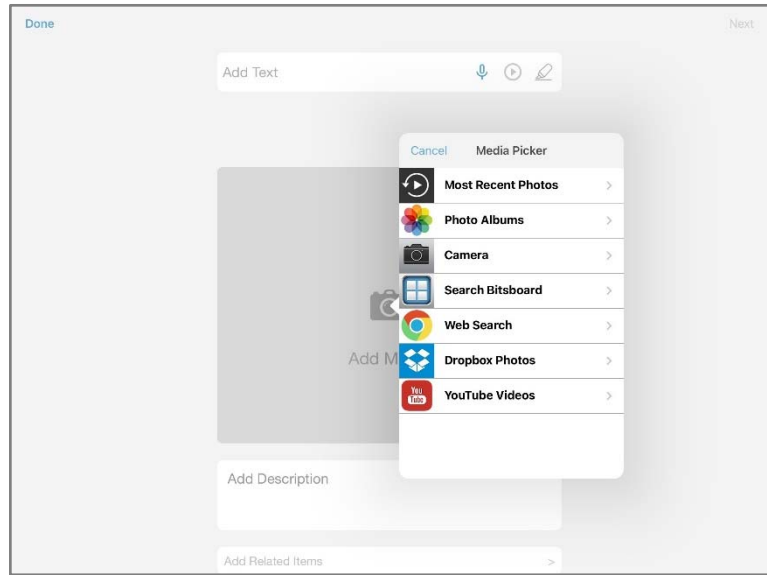 Done
Next
Add Text
Cancel
Media Picker
Most Recent Photos
Photo Albums
Camera
Search Bitsboard
Web Search
Add M
Dropbox Photos
You
Tube
YouTube Videos
Add Description
Add Related Items